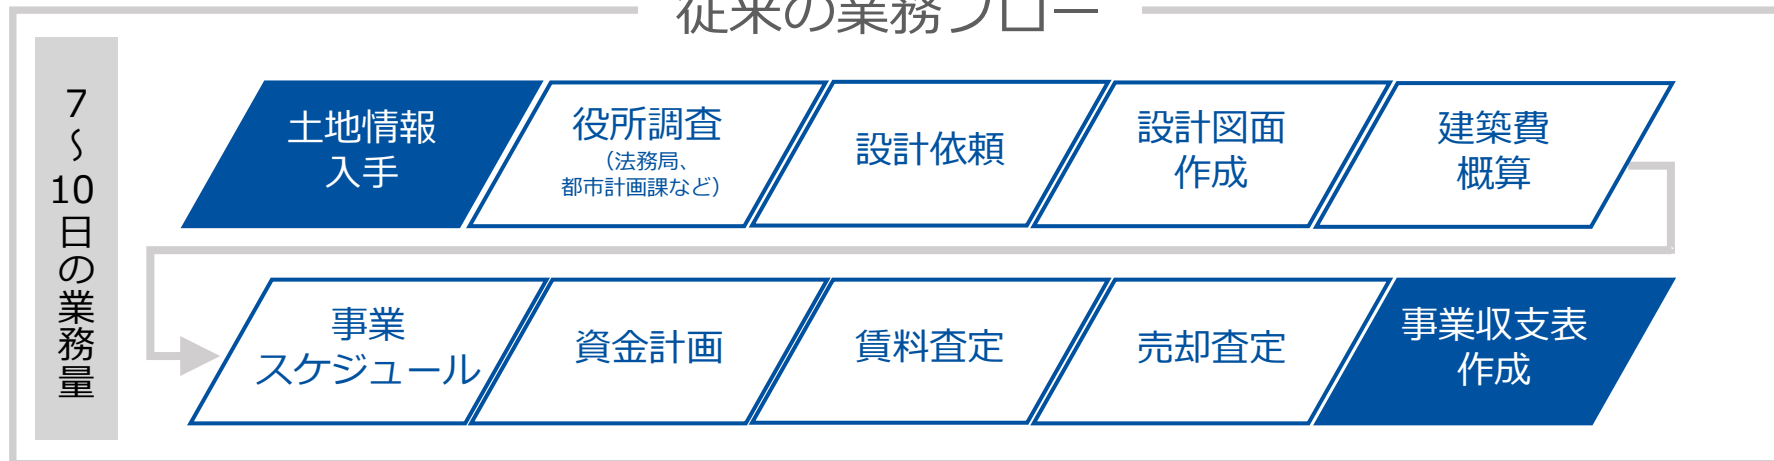 従来の業務フロー
7～10日の業務量
土地情報
入手
役所調査
（法務局、
都市計画課など）
設計依頼
設計図面
作成
建築費
概算
事業
スケジュール
資金計画
賃料査定
売却査定
事業収支表
作成